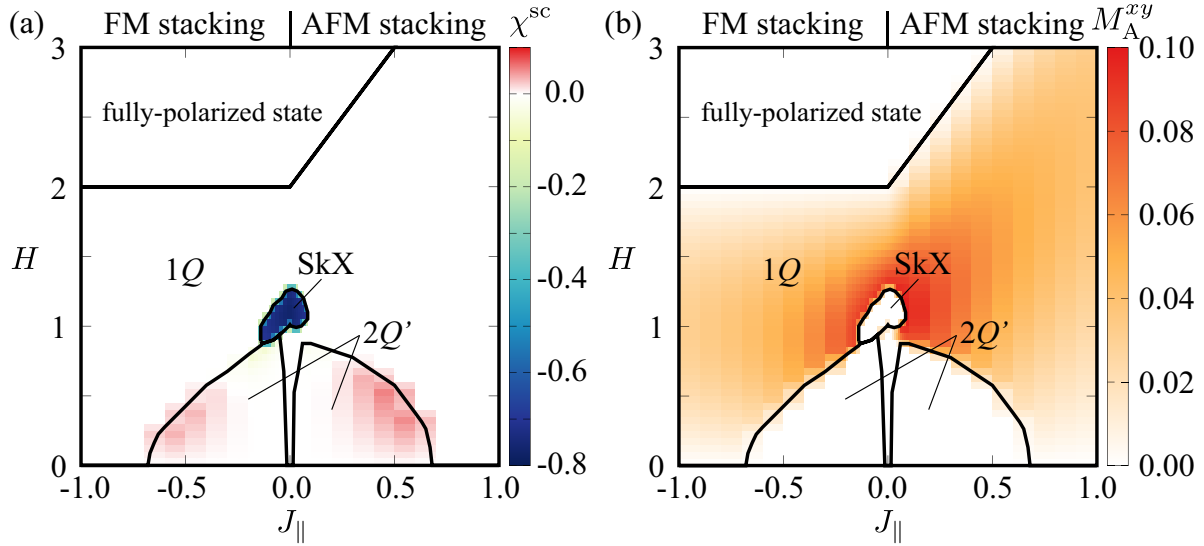 (a) FM stacking AFM stacking χ^sc
3
fully-polarized state
2
H
1Q
SkX
1
2Q’
0
-1.0 -0.5 0.0 0.5 1.0
J_∥
0.0
-0.2
-0.4
-0.6
-0.8
(b) FM stacking AFM stacking M_A^xy
3
fully-polarized state
2
H
1Q
SkX
1
2Q’
0
-1.0 -0.5 0.0 0.5 1.0
J_∥
0.10
0.08
0.06
0.04
0.02
0.00